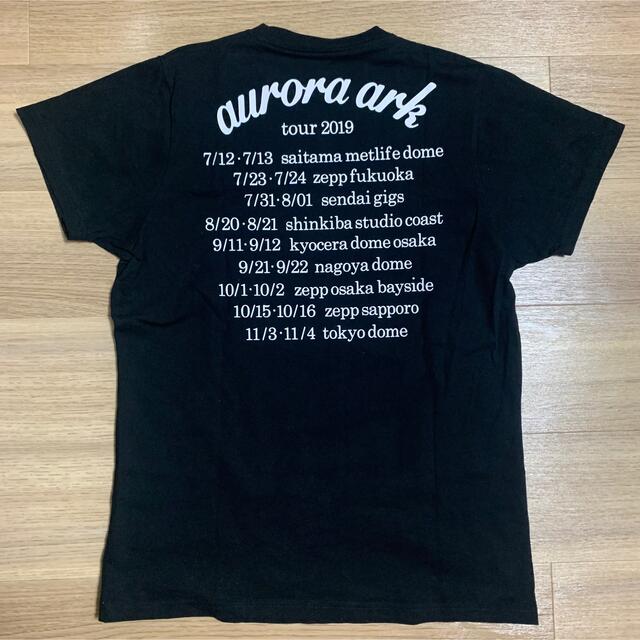 aurora ark
tour 2019
7/12·7/13 saitama metlife dome
7/23·7/24 zepp fukuoka
7/31·8/01 sendai gigs
8/20·8/21 shinkiba studio coast
9/11·9/12 kyocera dome osaka
9/21·9/22 nagoya dome
10/1·10/2 zepp osaka bayside
10/15·10/16 zepp sapporo
11/3·11/4 tokyo dome